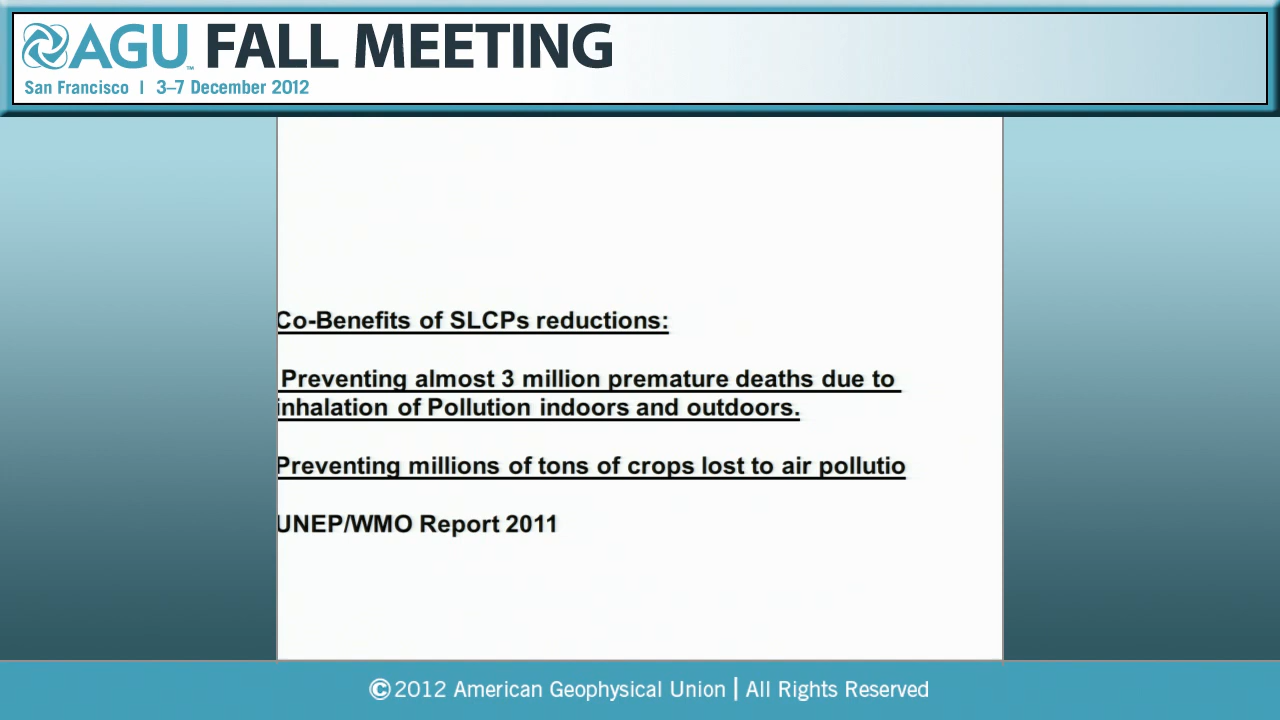 AGU™ FALL MEETING
San Francisco | 3–7 December 2012
Co-Benefits of SLCPs reductions:
Preventing almost 3 million premature deaths due to
inhalation of Pollution indoors and outdoors.
Preventing millions of tons of crops lost to air pollutio
UNEP/WMO Report 2011
©2012 American Geophysical Union | All Rights Reserved